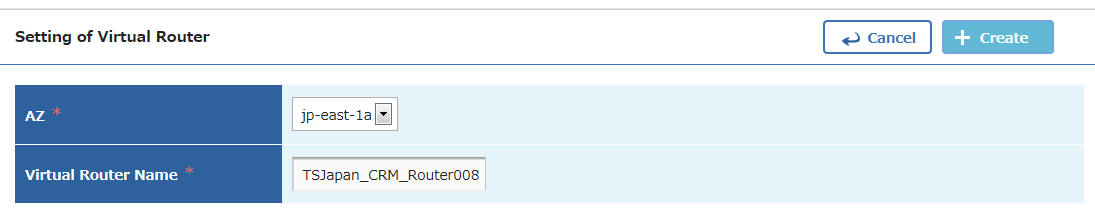 Setting of Virtual Router
Cancel
Create
AZ *
jp-east-1a
Virtual Router Name *
TSJapan_CRM_Router008